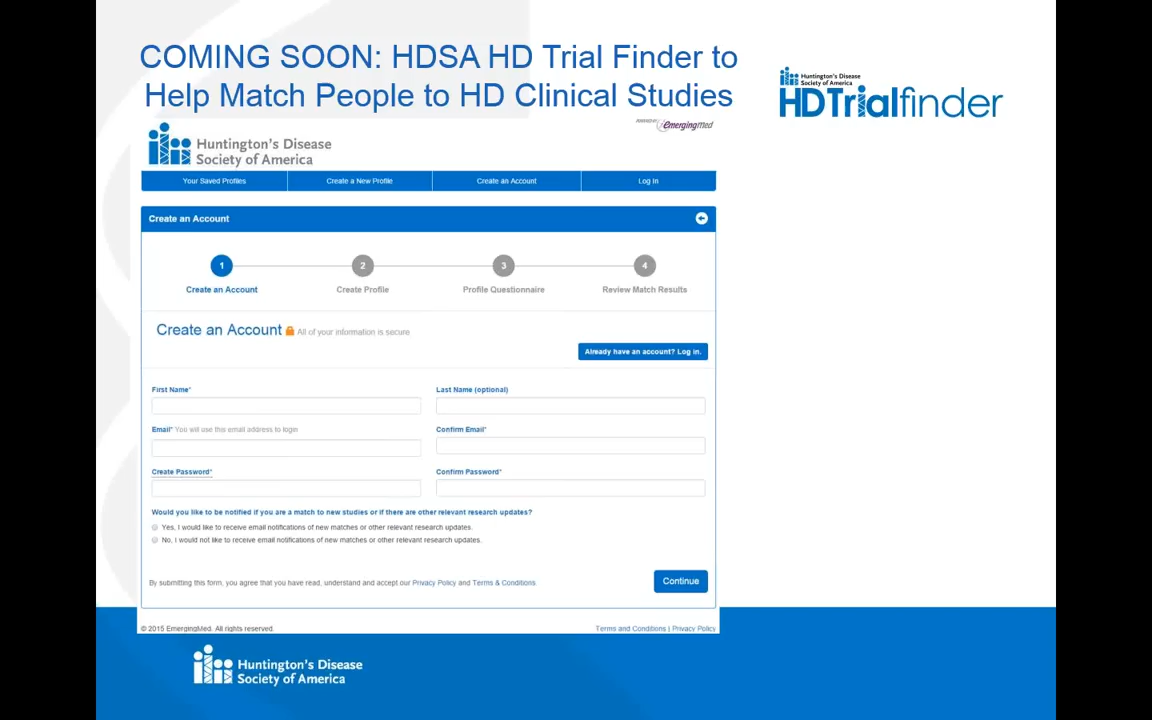 COMING SOON: HDSA HD Trial Finder to
Help Match People to HD Clinical Studies
Huntington's Disease
Society of America
HDTrialfinder
POWERED BY EmergingMed
Huntington's Disease
Society of America
Your Saved Profiles
Create a New Profile
Create an Account
Log In
Create an Account
1
2
3
4
Create an Account
Create Profile
Profile Questionnaire
Review Match Results
Create an Account All of your information is secure
Already have an account? Log in.
First Name*
Last Name (optional)
Email* You will use this email address to login
Confirm Email*
Create Password*
Confirm Password*
Would you like to be notified if you are a match to new studies or if there are other relevant research updates?
Yes, I would like to receive email notifications of new matches or other relevant research updates.
No, I would not like to receive email notifications of new matches or other relevant research updates.
By submitting this form, you agree that you have read, understand and accept our Privacy Policy and Terms & Conditions
Continue
© 2015 EmergingMed. All rights reserved.
Terms and Conditions | Privacy Policy
Huntington's Disease
Society of America